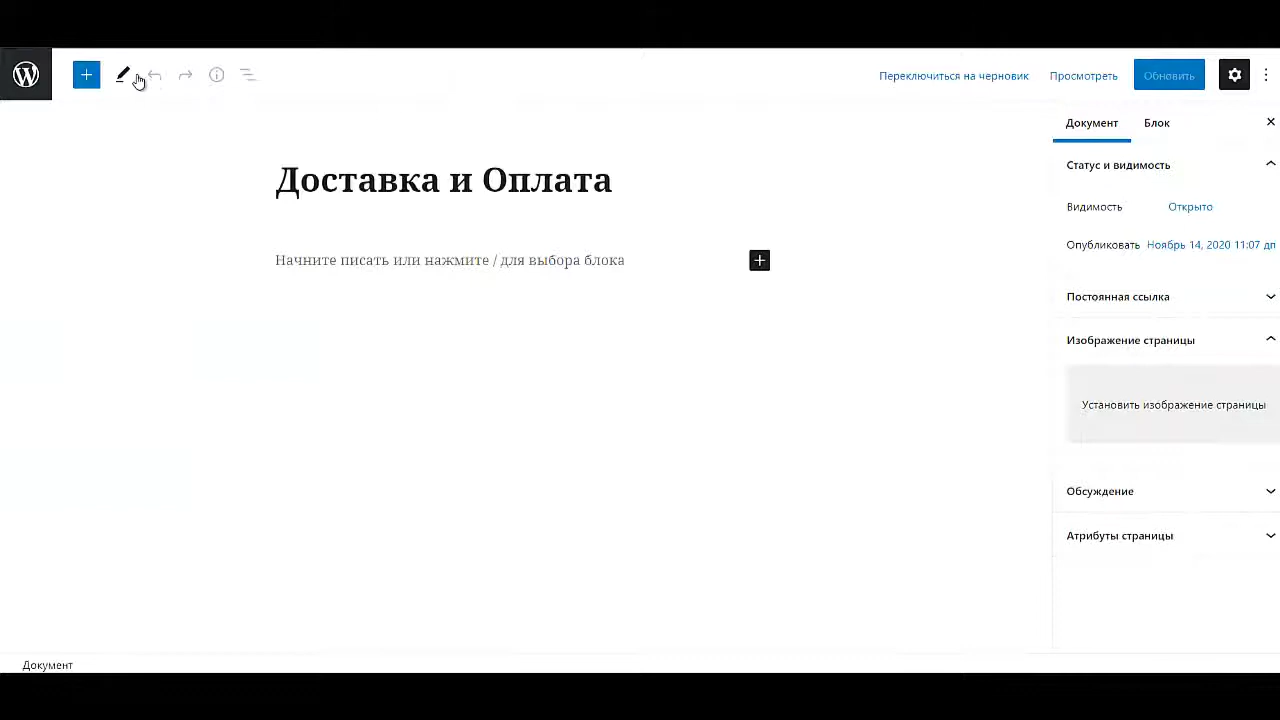 Переключиться на черновик Просмотреть Обновить
Документ Блок
Доставка и Оплата
Статус и видимость
Видимость Открыто
Опубликовать Ноябрь 14, 2020 11:07 дп
Начните писать или нажмите / для выбора блока
Постоянная ссылка
Изображение страницы
Установить изображение страницы
Обсуждение
Атрибуты страницы
Документ